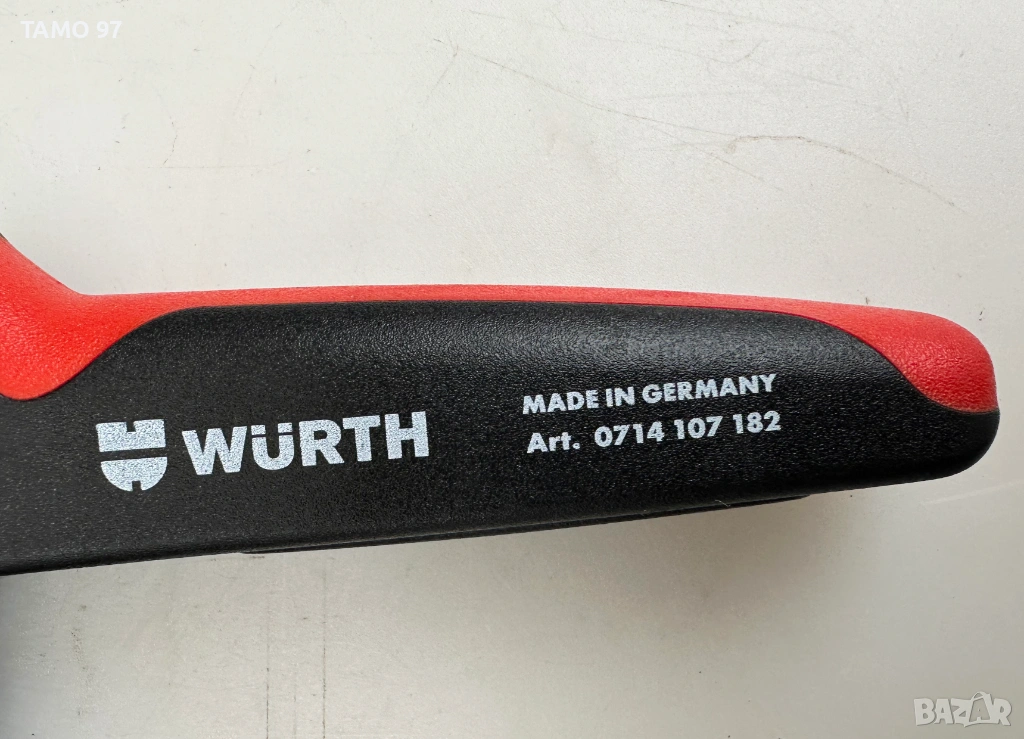 TAMO 97
WÜRTH
MADE IN GERMANY
Art. 0714 107 182
BAZAR